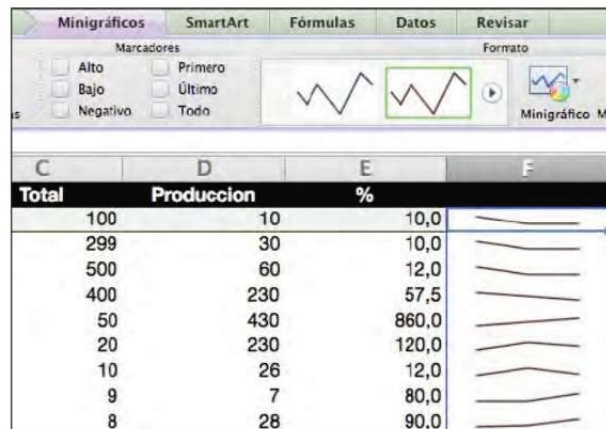 Minigráficos SmartArt Fórmulas Datos Revisar
Marcadores Formato
Alto Primero
Bajo Último
Negativo Todo
Minigráfico
C D E F
Total Produccion %
100 10 10,0
299 30 10,0
500 60 12,0
400 230 57,5
50 430 860,0
20 230 120,0
10 26 12,0
9 7 80,0
8 28 90,0